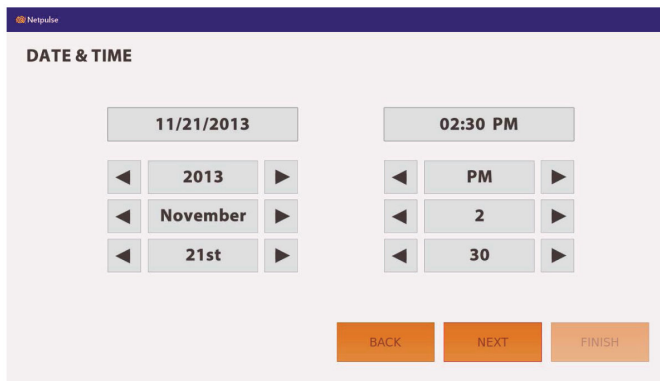 Netpulse
DATE & TIME
11/21/2013
02:30 PM
2013
PM
November
2
21st
30
BACK
NEXT
FINISH